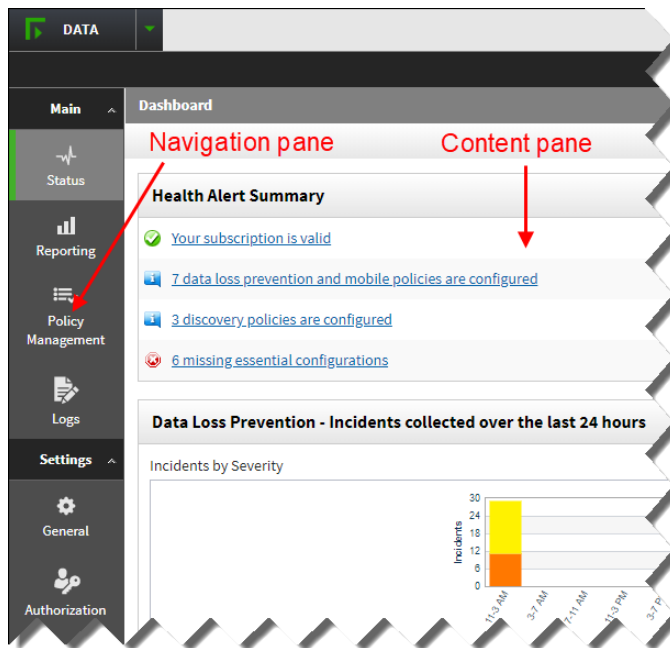 DATA
Main
Dashboard
Navigation pane
Content pane
Status
Health Alert Summary
Your subscription is valid
Reporting
7 data loss prevention and mobile policies are configured
3 discovery policies are configured
Policy
Management
6 missing essential configurations
Logs
Data Loss Prevention - Incidents collected over the last 24 hours
Settings
Incidents by Severity
General
Incidents
30
24
18
12
6
0
11-3 AM
3-7 AM
7-11 AM
11-3 PM
3-7 P
Authorization